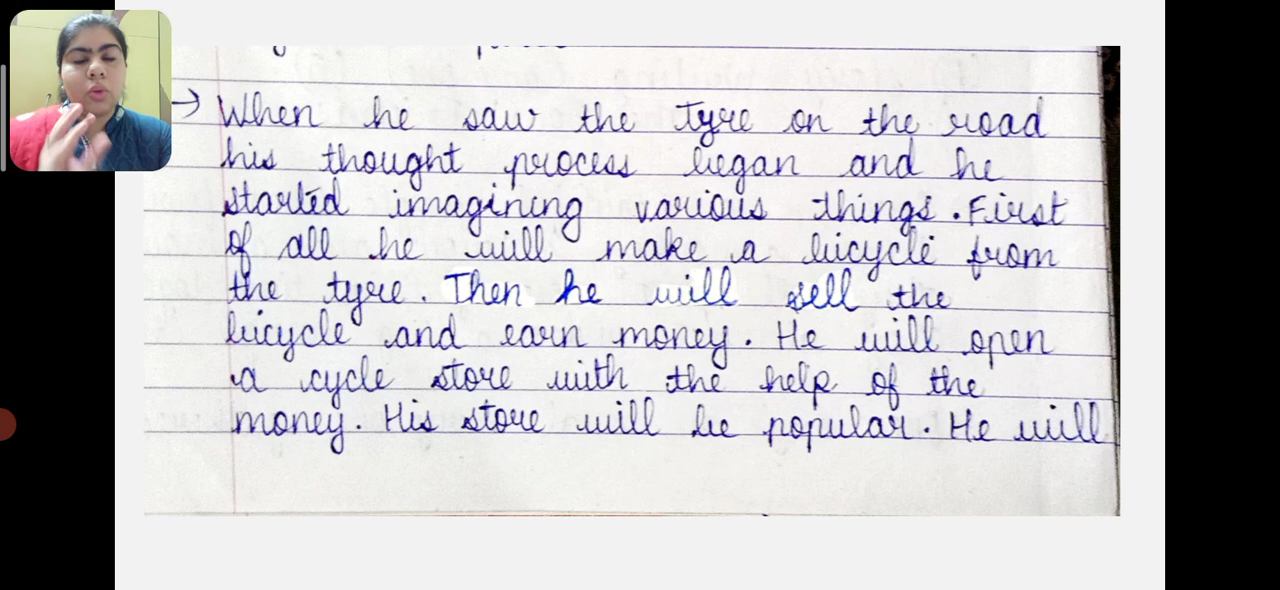 → When he saw the tyre on the road
his thought process began and he
started imagining various things. First
of all he will make a bicycle from
the tyre. Then he will sell the
bicycle and earn money. He will open
a cycle store with the help of the
money. His store will be popular. He will